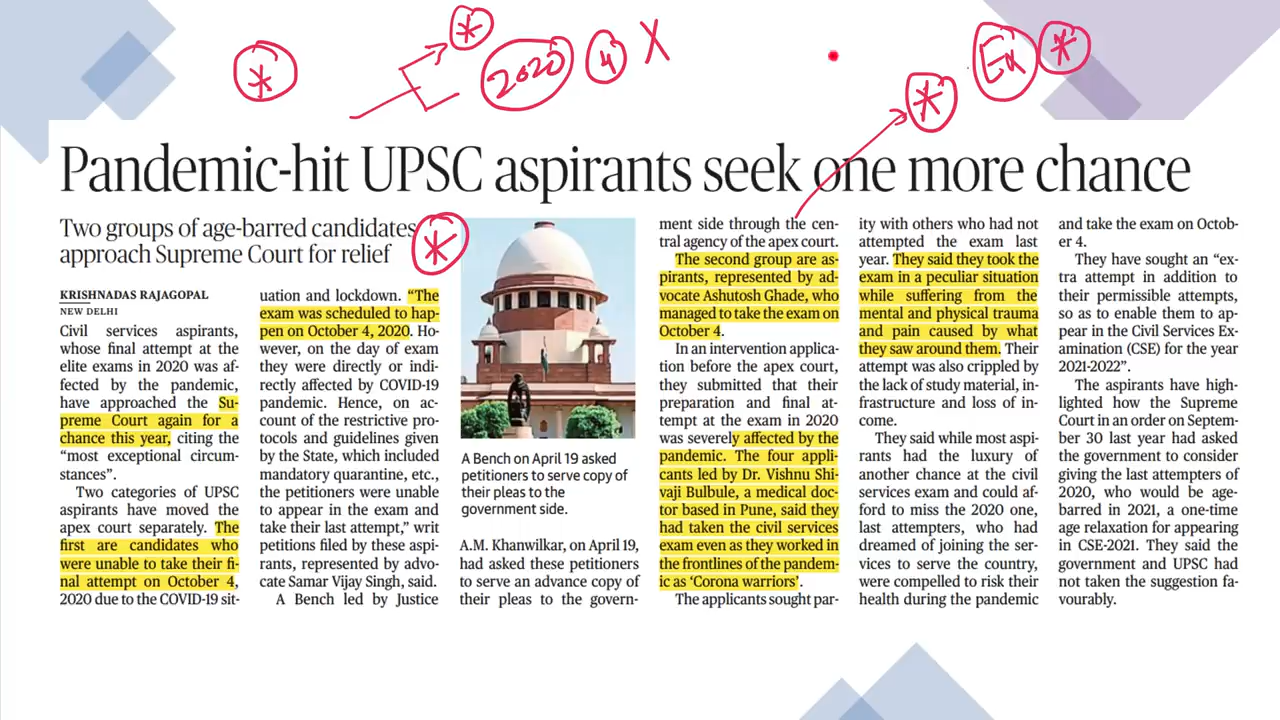 * * 2020 4 X * Ex *
Pandemic-hit UPSC aspirants seek one more chance
Two groups of age-barred candidates
approach Supreme Court for relief
*
KRISHNADAS RAJAGOPAL
NEW DELHI
Civil services aspirants,
whose final attempt at the
elite exams in 2020 was af-
fected by the pandemic,
have approached the Su-
preme Court again for a
chance this year, citing the
“most exceptional circum-
stances”.
Two categories of UPSC
aspirants have moved the
apex court separately. The
first are candidates who
were unable to take their fi-
nal attempt on October 4,
2020 due to the COVID-19 sit-
uation and lockdown. “The
exam was scheduled to hap-
pen on October 4, 2020. Ho-
wever, on the day of exam
they were directly or indi-
rectly affected by COVID-19
pandemic. Hence, on ac-
count of the restrictive pro-
tocols and guidelines given
by the State, which included
mandatory quarantine, etc.,
the petitioners were unable
to appear in the exam and
take their last attempt,” writ
petitions filed by these aspi-
rants, represented by advo-
cate Samar Vijay Singh, said.
A Bench led by Justice
A Bench on April 19 asked
petitioners to serve copy of
their pleas to the
government side.
A.M. Khanwilkar, on April 19,
had asked these petitioners
to serve an advance copy of
their pleas to the govern-
ment side through the cen-
tral agency of the apex court.
The second group are as-
pirants, represented by ad-
vocate Ashutosh Ghade, who
managed to take the exam on
October 4.
In an intervention applica-
tion before the apex court,
they submitted that their
preparation and final at-
tempt at the exam in 2020
was severely affected by the
pandemic. The four appli-
cants led by Dr. Vishnu Shi-
vaji Bulbule, a medical doc-
tor based in Pune, said they
had taken the civil services
exam even as they worked in
the frontlines of the pandem-
ic as ‘Corona warriors’.
The applicants sought par-
ity with others who had not
attempted the exam last
year. They said they took the
exam in a peculiar situation
while suffering from the
mental and physical trauma
and pain caused by what
they saw around them. Their
attempt was also crippled by
the lack of study material, in-
frastructure and loss of in-
come.
They said while most aspi-
rants had the luxury of
another chance at the civil
services exam and could af-
ford to miss the 2020 one,
last attempters, who had
dreamed of joining the ser-
vices to serve the country,
were compelled to risk their
health during the pandemic
and take the exam on Octob-
er 4.
They have sought an “ex-
tra attempt in addition to
their permissible attempts,
so as to enable them to ap-
pear in the Civil Services Ex-
amination (CSE) for the year
2021-2022”.
The aspirants have high-
lighted how the Supreme
Court in an order on Septem-
ber 30 last year had asked
the government to consider
giving the last attempters of
2020, who would be age-
barred in 2021, a one-time
age relaxation for appearing
in CSE-2021. They said the
government and UPSC had
not taken the suggestion fa-
vourably.